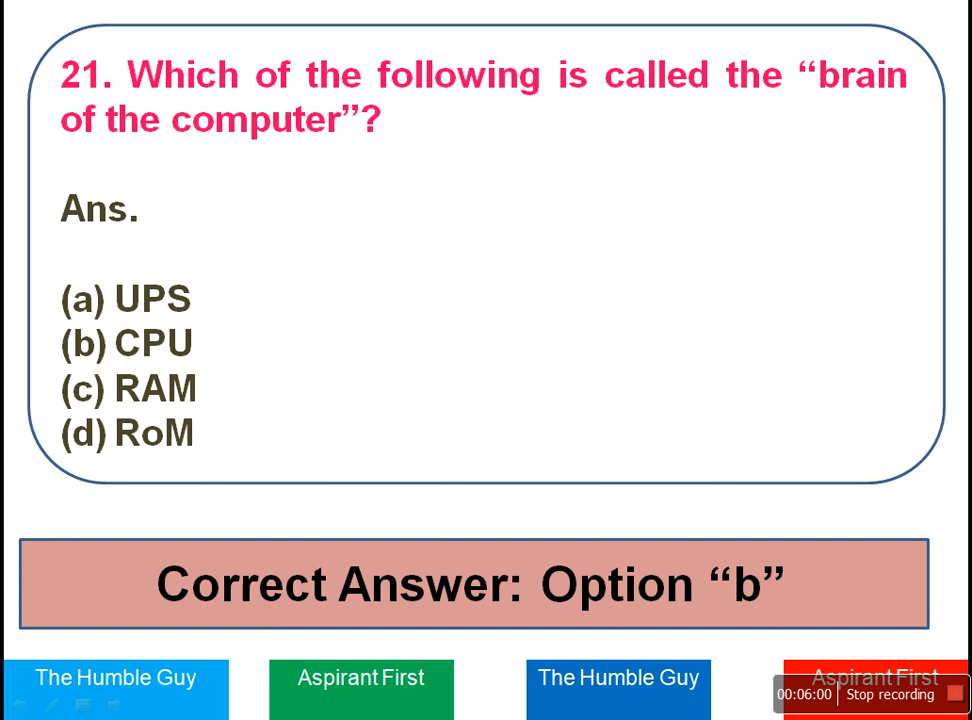 21. Which of the following is called the “brain
of the computer”?
Ans.
(a) UPS
(b) CPU
(c) RAM
(d) RoM
Correct Answer: Option “b”
The Humble Guy
Aspirant First
The Humble Guy
Aspirant First
00:06:00 Stop recording